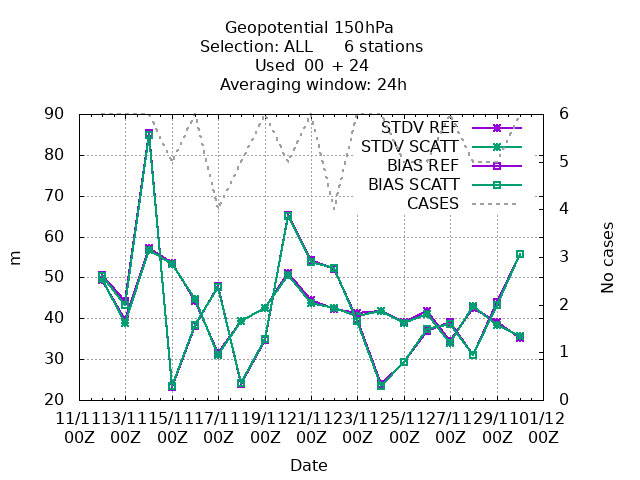 Geopotential 150hPa
Selection: ALL 6 stations
Used 00 + 24
Averaging window: 24h
90
80
70
60
50
40
30
20
m
6
5
4
3
2
1
0
No cases
STDV REF
STDV SCATT
BIAS REF
BIAS SCATT
CASES
11/11 13/11 15/11 17/11 19/11 21/11 23/11 25/11 27/11 29/11 01/12
00Z 00Z 00Z 00Z 00Z 00Z 00Z 00Z 00Z 00Z 00Z
Date